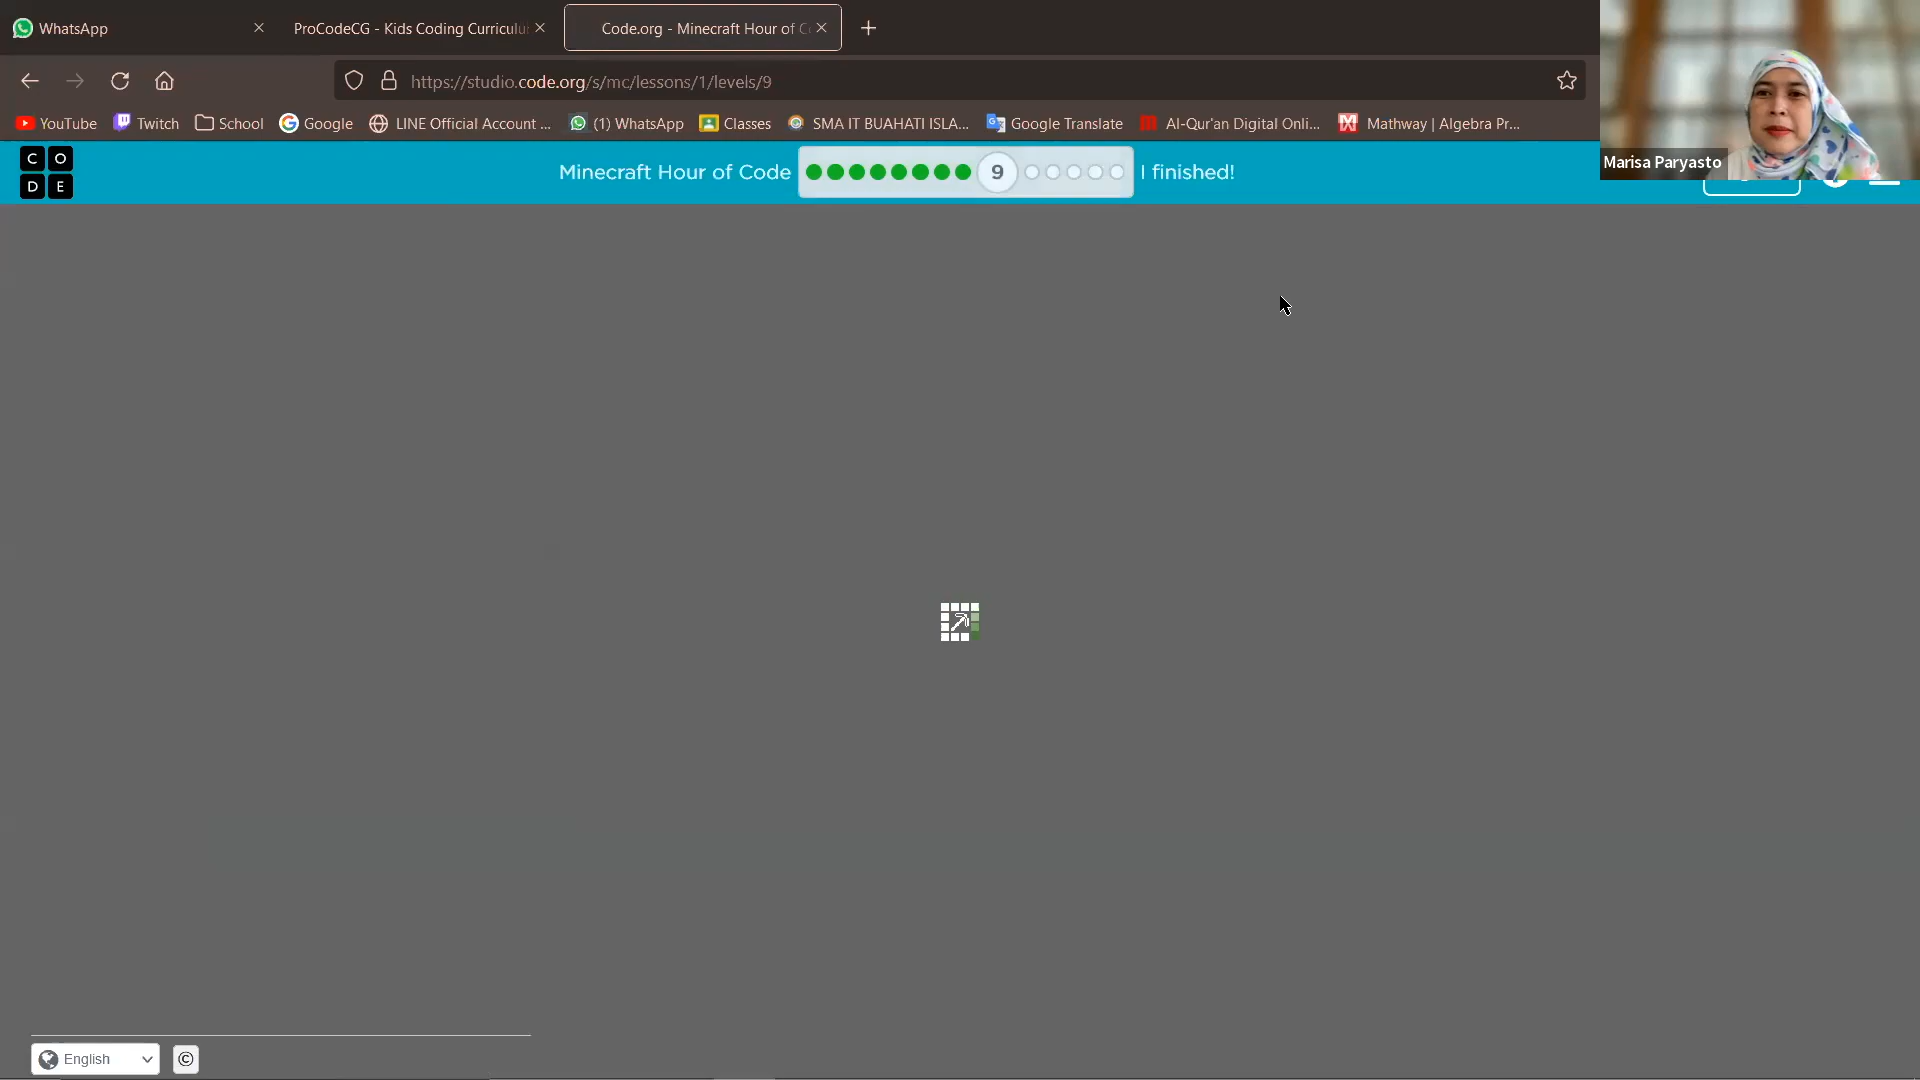 WhatsApp
ProCodeCG - Kids Coding Curriculu
Code.org - Minecraft Hour of C
https://studio.code.org/s/mc/lessons/1/levels/9
YouTube
Twitch
School
Google
LINE Official Account ...
(1) WhatsApp
Classes
SMA IT BUAHATI ISLA...
Google Translate
Al-Qur'an Digital Onli...
Mathway | Algebra Pr...
Marisa Paryasto
C O
D E
Minecraft Hour of Code
9
I finished!
English
©